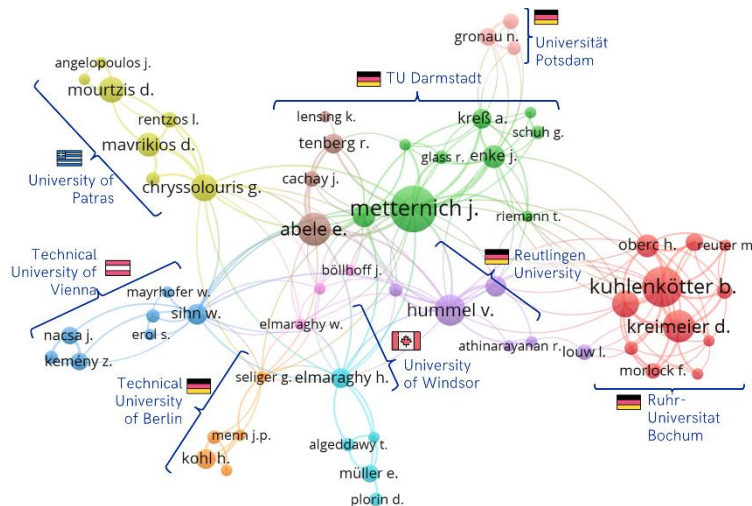 gronau n.
Universität
Potsdam
TU Darmstadt
angelopoulos j.
mourtzis d.
rentzos l.
mavrikios d.
University of
Patras
chryssolouris g.
lensing k.
tenberg r.
cachay j.
abele e.
kreß a.
schuh g.
glass r.
enke j.
metternich j.
riemann t.
Technical
University of
Vienna
mayrhofer w.
sihn w.
nacsa j.
erol s.
kemény z.
böllhoff j.
elmaraghy w.
hummel v.
Reutlingen
University
athinarayanan r.
louw l.
oberc h.
reuter m
kuhlenkötter b.
kreimeier d.
morlock f.
Ruhr-
Universitat
Bochum
Technical
University
of Berlin
seliger g.
elmaraghy h.
University
of Windsor
menn j.p.
kohl h.
algeddawy t.
müller e.
plorin d.